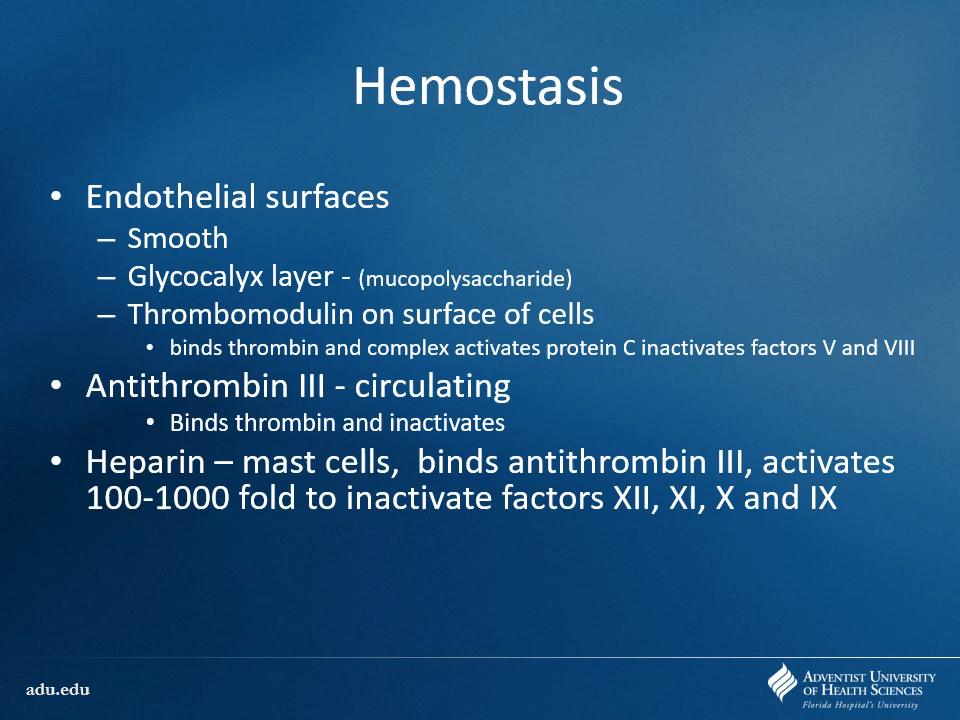 Hemostasis
• Endothelial surfaces
– Smooth
– Glycocalyx layer - (mucopolysaccharide)
– Thrombomodulin on surface of cells
• binds thrombin and complex activates protein C inactivates factors V and VIII
• Antithrombin III - circulating
• Binds thrombin and inactivates
• Heparin – mast cells,  binds antithrombin III, activates
100-1000 fold to inactivate factors XII, XI, X and IX
adu.edu
ADVENTIST UNIVERSITY
OF HEALTH SCIENCES
Florida Hospital's University